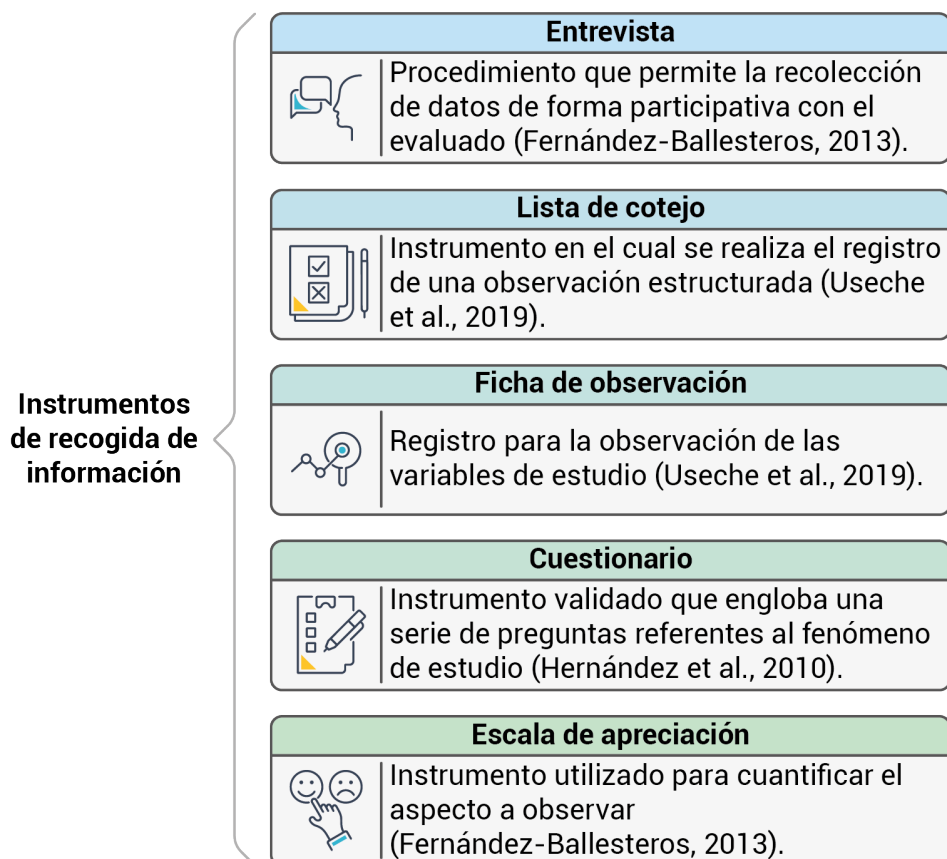 Instrumentos
de recogida de
información
Entrevista
Procedimiento que permite la recolección
de datos de forma participativa con el
evaluado (Fernández-Ballesteros, 2013).
Lista de cotejo
Instrumento en el cual se realiza el registro
de una observación estructurada (Useche
et al., 2019).
Ficha de observación
Registro para la observación de las
variables de estudio (Useche et al., 2019).
Cuestionario
Instrumento validado que engloba una
serie de preguntas referentes al fenómeno
de estudio (Hernández et al., 2010).
Escala de apreciación
Instrumento utilizado para cuantificar el
aspecto a observar
(Fernández-Ballesteros, 2013).